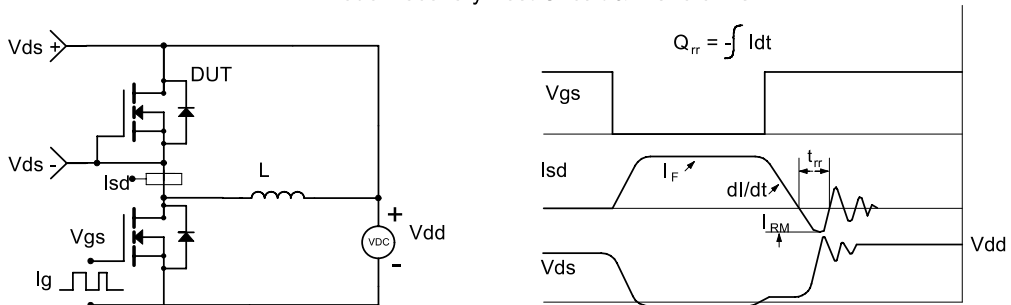 Vds +
DUT
Vds -
Isd
L
Vgs
Ig
VDC
+
-
Vdd
Qrr = -∫ Idt
Vgs
Isd
IF
dI/dt
trr
IRM
Vds
Vdd